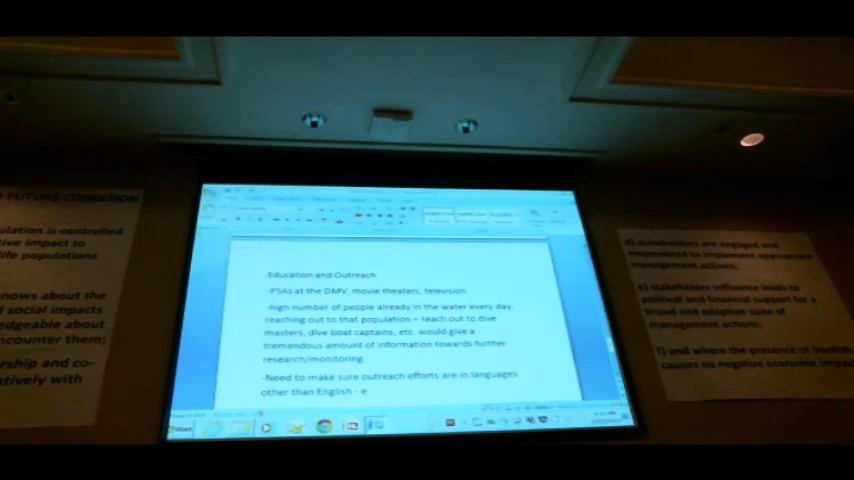 FUTURE CONDITION
ulation is controlled
tive impact to
life populations
nows about the
d social impacts
edgeable about
ncounter them;
rship and co-
atively with
Education and Outreach
-PSAs at the DMV, movie theaters, television
-high number of people already in the water every day,
reaching out to that population – reach out to dive
masters, dive boat captains, etc. would give a
tremendous amount of information towards further
research/monitoring
-Need to make sure outreach efforts are in languages
other than English - e
Start
d) stakeholders are engaged and
empowered to implement appropriate
management actions;
e) stakeholder influence leads to
political and financial support for a
broad and adaptive suite of
management actions,
f) and where the presence of lionfish
causes no negative economic impac